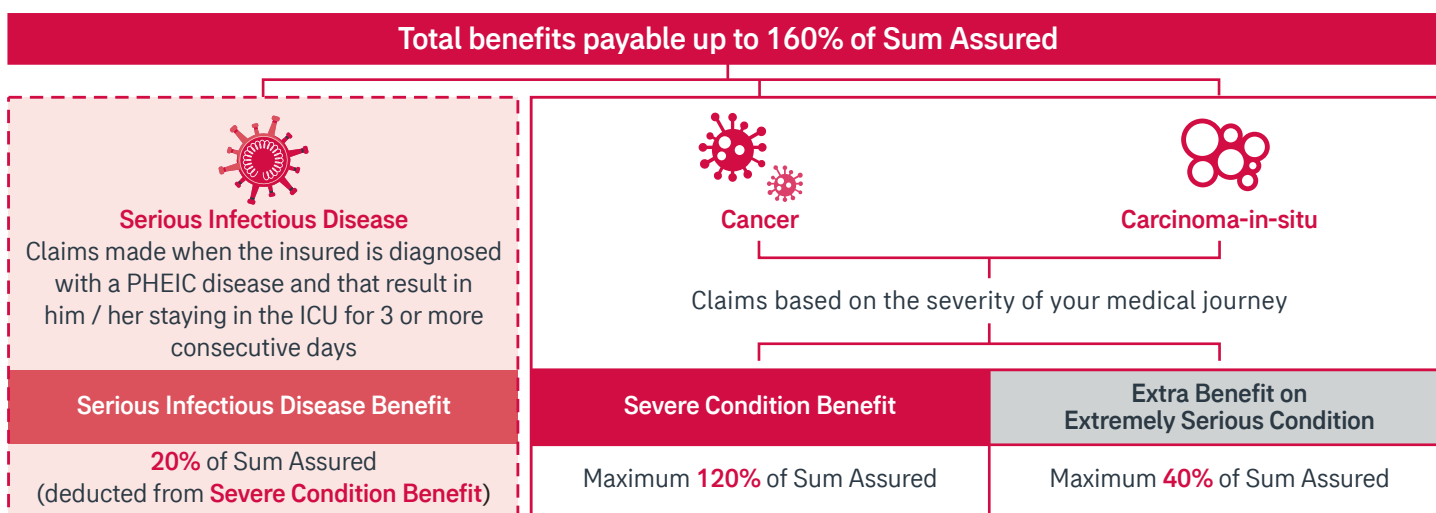 Total benefits payable up to 160% of Sum Assured
Serious Infectious Disease
Claims made when the insured is diagnosed
with a PHEIC disease and that result in
him / her staying in the ICU for 3 or more
consecutive days
Serious Infectious Disease Benefit
20% of Sum Assured
(deducted from Severe Condition Benefit)
Cancer
Carcinoma-in-situ
Claims based on the severity of your medical journey
Severe Condition Benefit
Maximum 120% of Sum Assured
Extra Benefit on
Extremely Serious Condition
Maximum 40% of Sum Assured